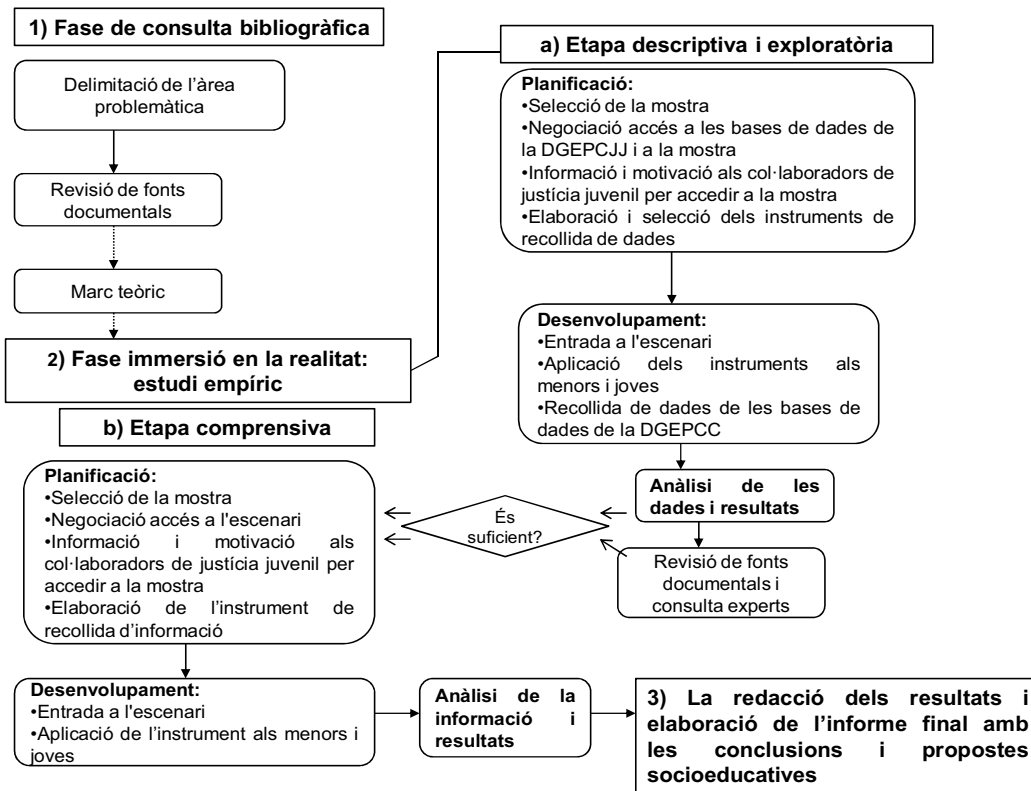 1) Fase de consulta bibliogràfica
Delimitació de l'àrea
problemàtica
Revisió de fonts
documentals
Marc teòric
2) Fase immersió en la realitat:
estudi empíric
a) Etapa descriptiva i exploratòria
Planificació:
•Selecció de la mostra
•Negociació accés a les bases de dades de
la DGEPCJJ i a la mostra
•Informació i motivació als col·laboradors de
justícia juvenil per accedir a la mostra
•Elaboració i selecció dels instruments de
recollida de dades
Desenvolupament:
•Entrada a l'escenari
•Aplicació dels instruments als
menors i joves
•Recollida de dades de les bases de
dades de la DGEPCC
Anàlisi de les
dades i resultats
Revisió de fonts
documentals i
consulta experts
És
suficient?
b) Etapa comprensiva
Planificació:
•Selecció de la mostra
•Negociació accés a l'escenari
•Informació i motivació als
col·laboradors de justícia juvenil per
accedir a la mostra
•Elaboració de l'instrument de
recollida d'informació
Desenvolupament:
•Entrada a l'escenari
•Aplicació de l'instrument als menors i
joves
Anàlisi de la
informació i
resultats
3) La redacció dels resultats i
elaboració de l'informe final amb
les conclusions i propostes
socioeducatives